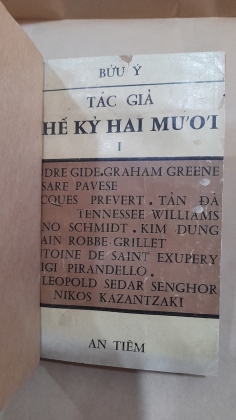 BỬU Ý
TÁC GIẢ
HẾ KỶ HAI MƯƠI
I
DRE GIDE.GRAHAM GREENE
SARE PAVESE
CQUES PREVERT.TẢN ĐÀ
TENNESSEE WILLIAMS
NO SCHMIDT.KIM DUNG
AIN ROBBE-GRILLET
TOINE DE SAINT EXUPERY
IGI PIRANDELLO.
LEOPOLD SEDAR SENGHOR
NIKOS KAZANTZAKI
AN TIÊM